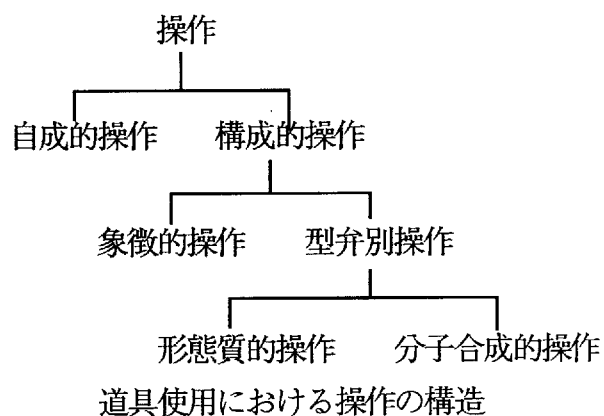 操作
自成的操作 構成的操作
象徴的操作 型弁別操作
形態質的操作 分子合成的操作
道具使用における操作の構造